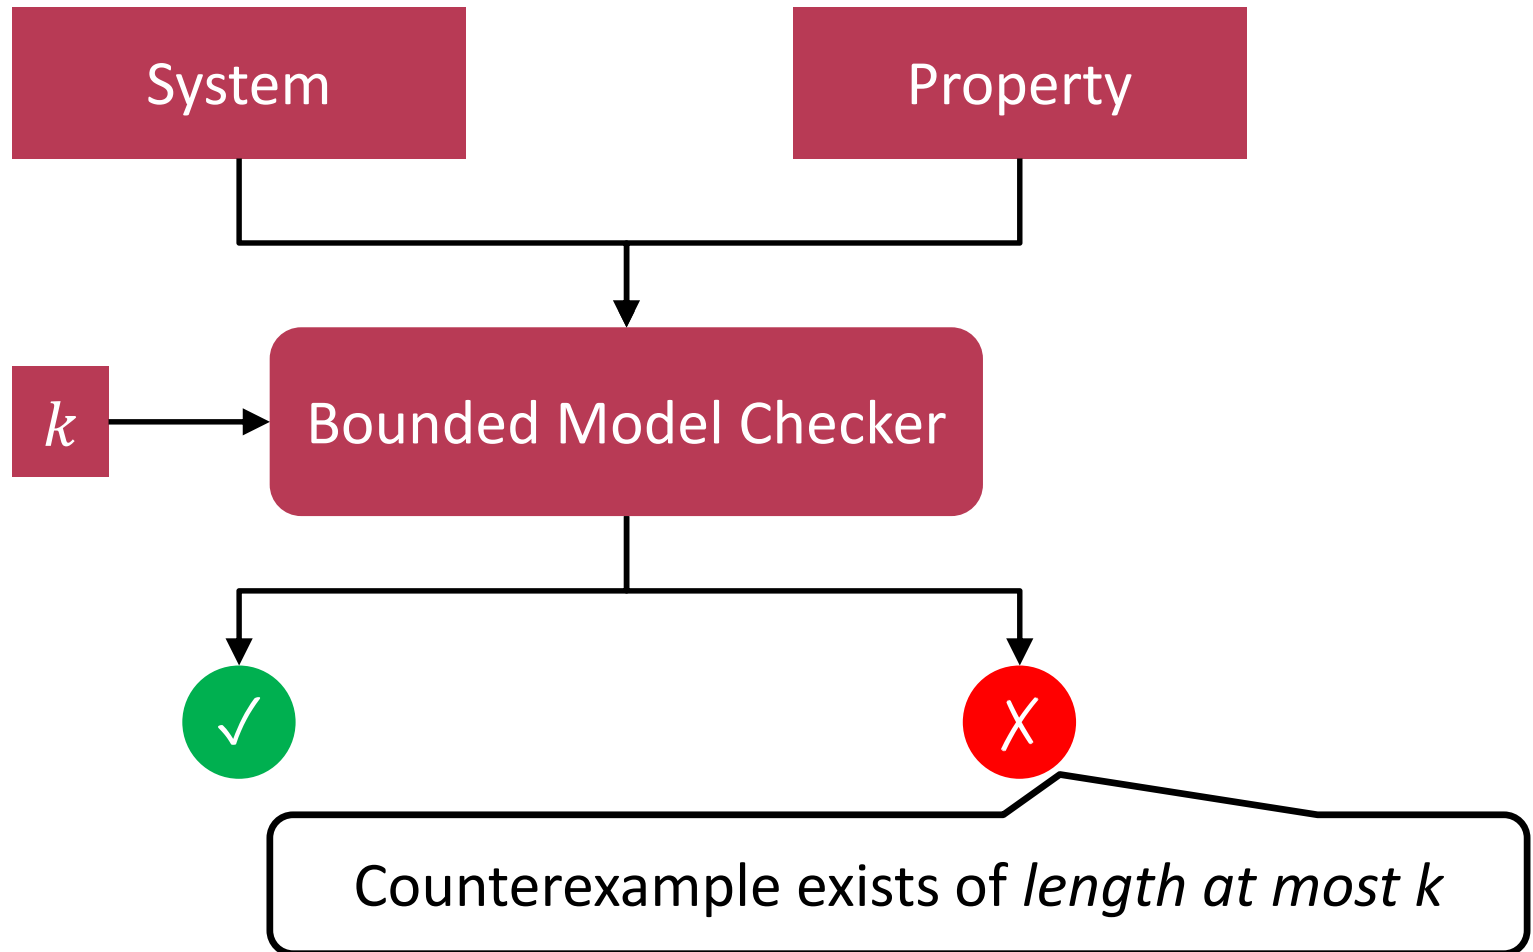 System
Property
k
Bounded Model Checker
✓
✗
Counterexample exists of length at most k